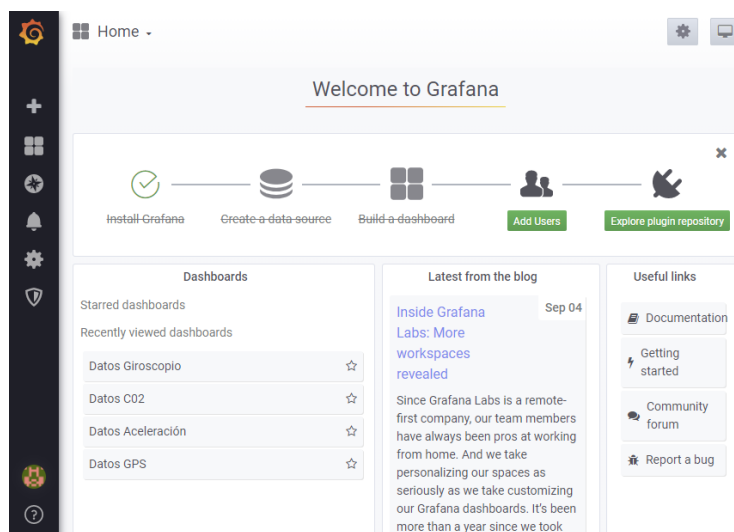 Home
Welcome to Grafana
Install Grafana
Create a data source
Build a dashboard
Add Users
Explore plugin repository
Dashboards
Starred dashboards
Recently viewed dashboards
Datos Giroscopio
Datos C02
Datos Aceleración
Datos GPS
Latest from the blog
Inside Grafana
Labs: More
workspaces
revealed
Sep 04
Since Grafana Labs is a remote-
first company, our team members
have always been pros at working
from home. And we take
personalizing our spaces as
seriously as we take customizing
our Grafana dashboards. It's been
more than a year since we took
Useful links
Documentation
Getting
started
Community
forum
Report a bug